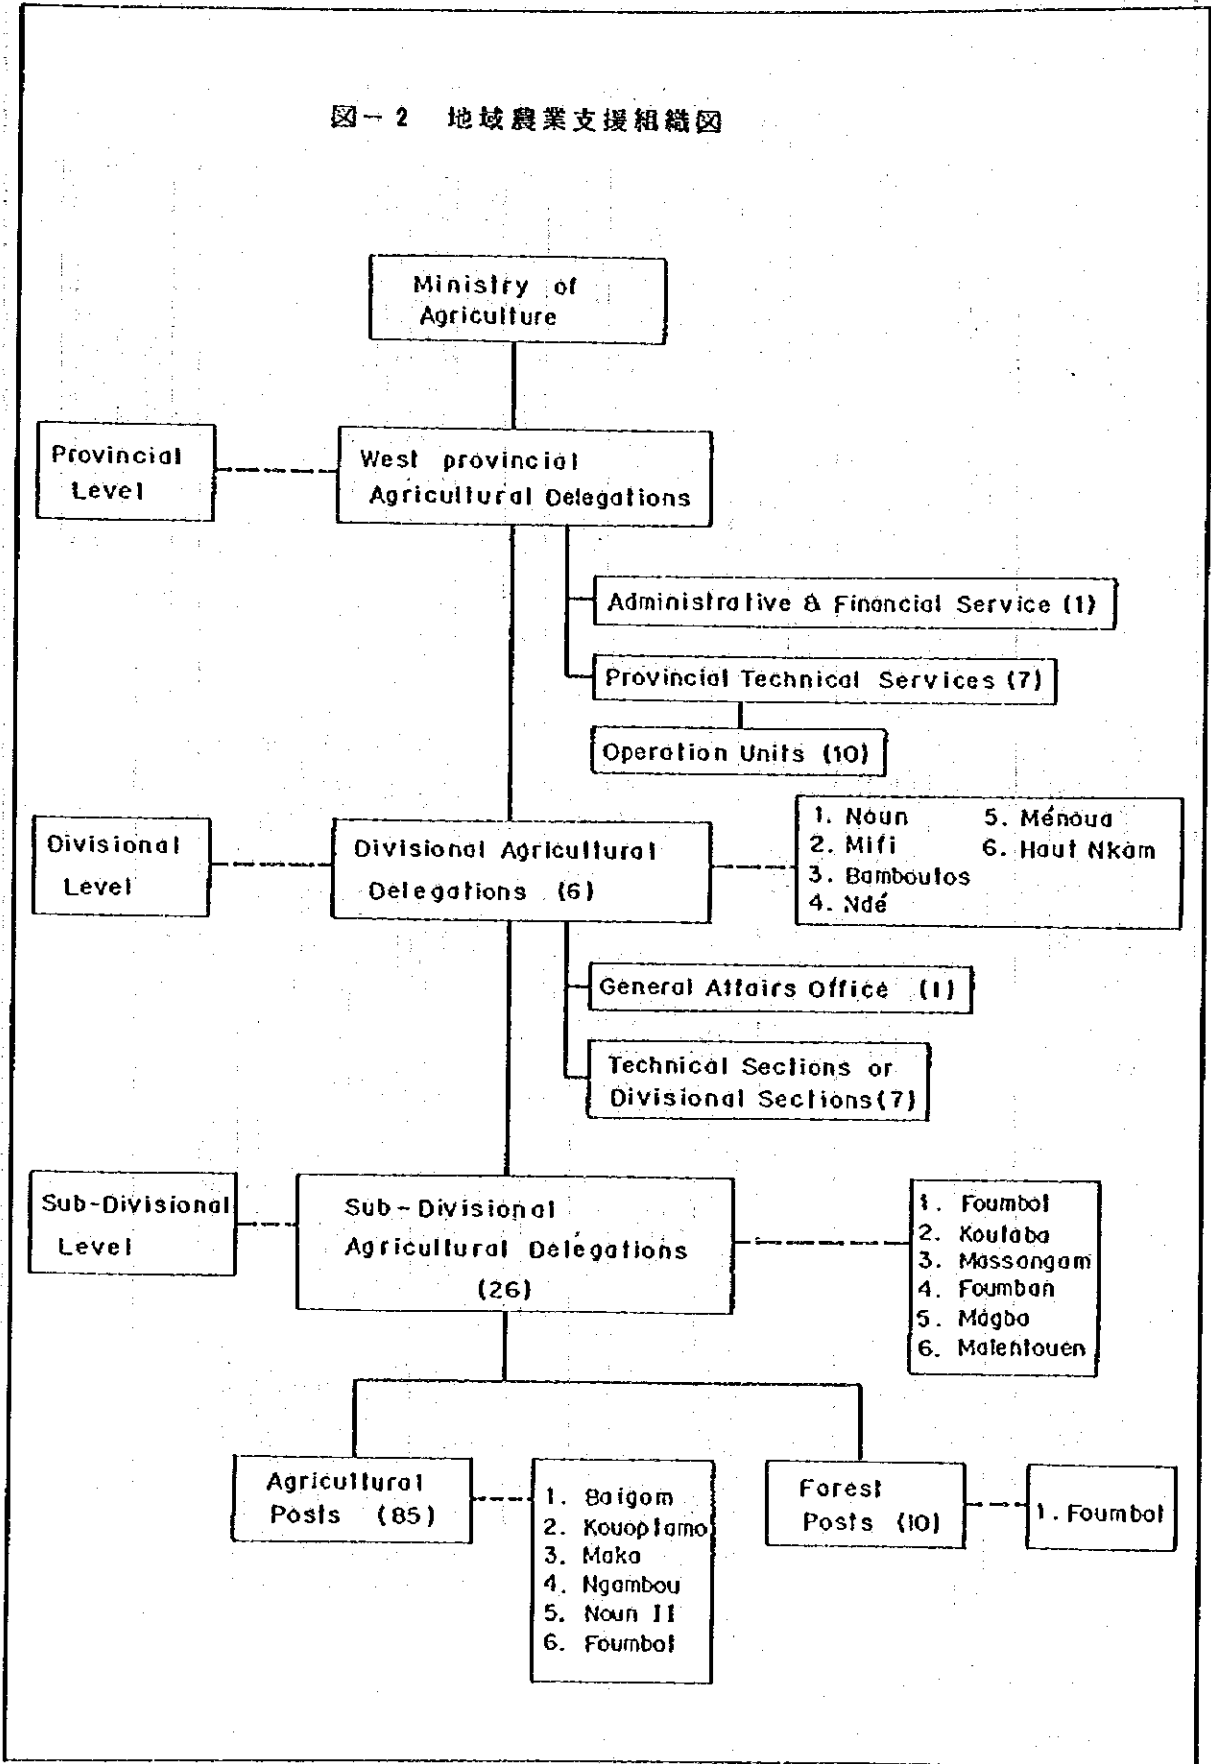 図-2 地域農業支援組織図
Ministry of
Agriculture
Provincial
Level
West provincial
Agricultural Delegations
Administrative & Financial Service (1)
Provincial Technical Services (7)
Operation Units (10)
Divisional
Level
Divisional Agricultural
Delegations (6)
1. Noun 5. Ménoua
2. Mifi 6. Haut Nkam
3. Bamboutos
4. Ndé
General Affairs Office (1)
Technical Sections or
Divisional Sections (7)
Sub-Divisional
Level
Sub-Divisional
Agricultural Delegations
(26)
1. Foumbot
2. Koutaba
3. Massangam
4. Foumban
5. Magba
6. Malentouen
Agricultural
Posts (85)
1. Baigom
2. Kouoptamo
3. Maka
4. Ngambou
5. Noun II
6. Foumbot
Forest
Posts (10)
1. Foumbot